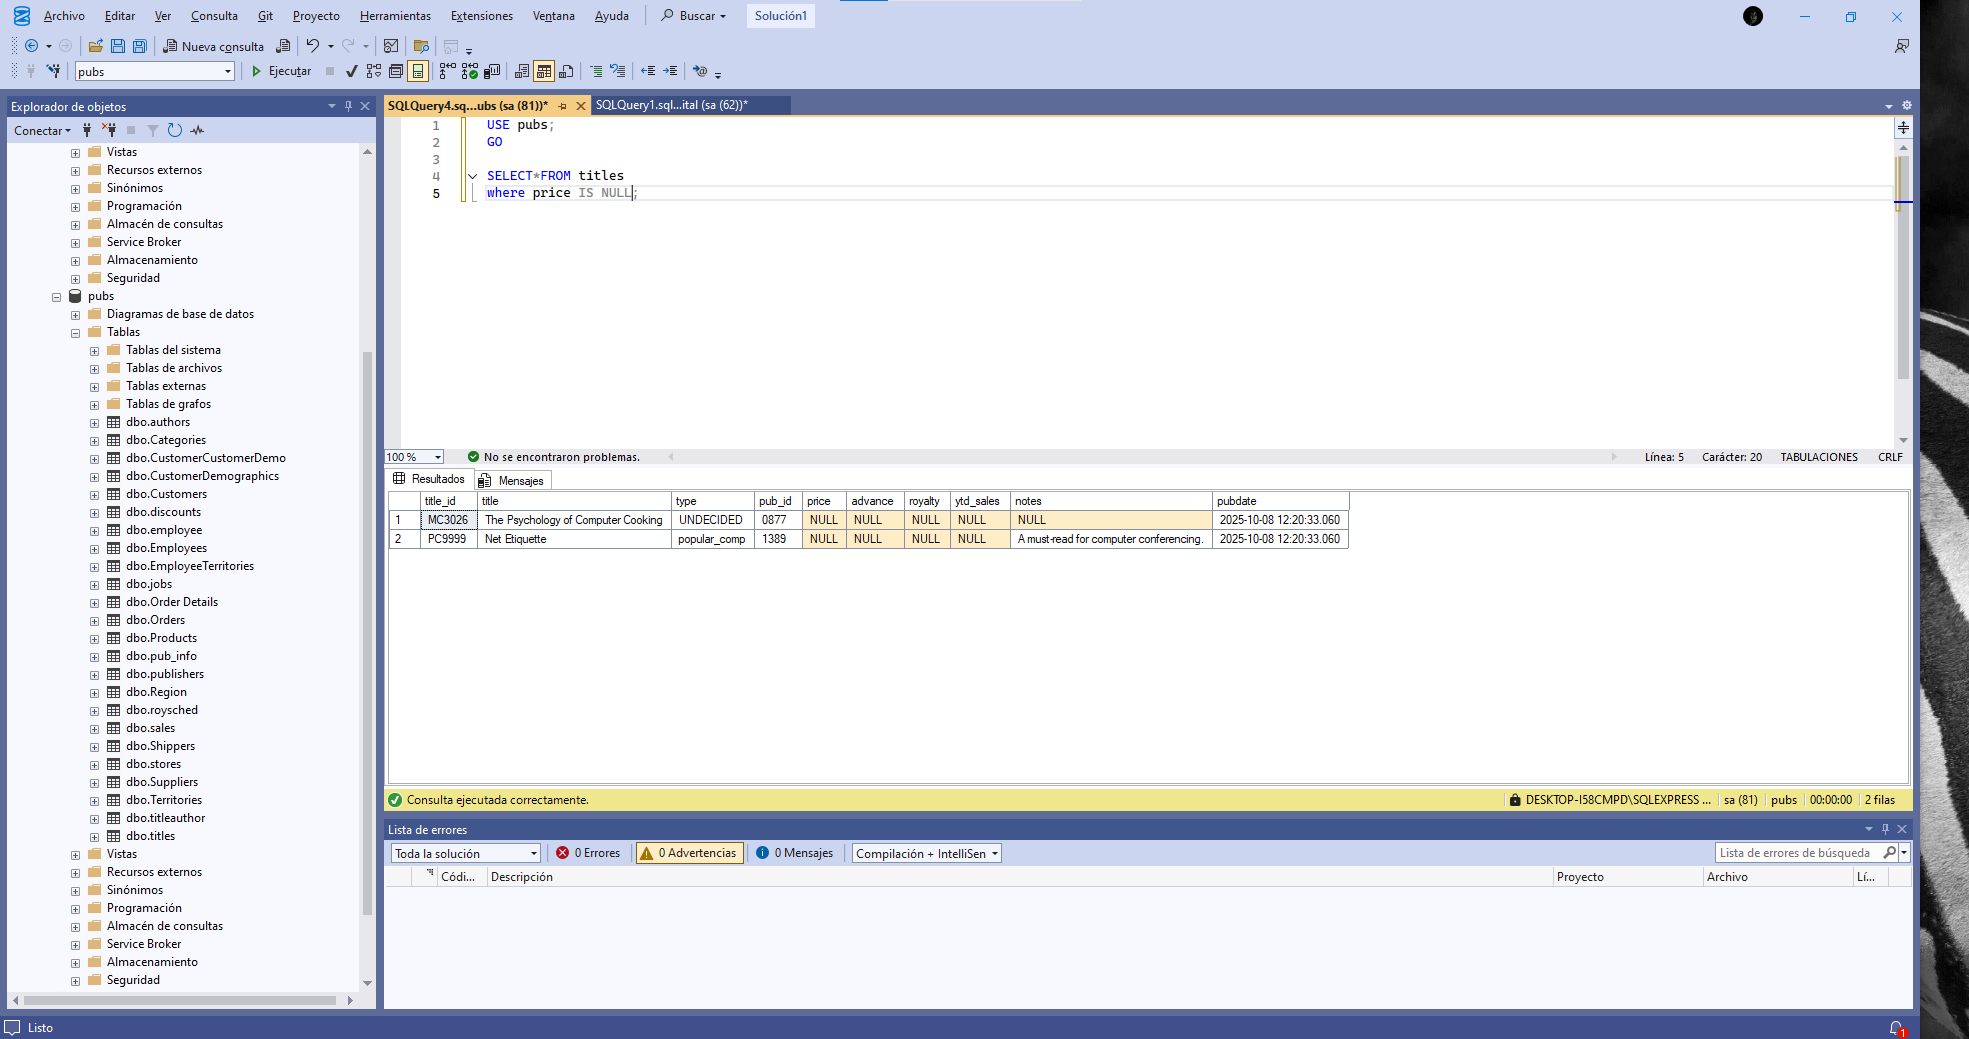 Archivo Editar Ver Consulta Git Proyecto Herramientas Extensiones Ventana Ayuda Buscar Solución1
Nueva consulta
pubs Ejecutar
Explorador de objetos
Conectar
Vistas
Recursos externos
Sinónimos
Programación
Almacén de consultas
Service Broker
Almacenamiento
Seguridad
pubs
Diagramas de base de datos
Tablas
Tablas del sistema
Tablas de archivos
Tablas externas
Tablas de grafos
dbo.authors
dbo.Categories
dbo.CustomerCustomerDemo
dbo.CustomerDemographics
dbo.Customers
dbo.discounts
dbo.employee
dbo.Employees
dbo.EmployeeTerritories
dbo.jobs
dbo.Order Details
dbo.Orders
dbo.Products
dbo.pub_info
dbo.publishers
dbo.Region
dbo.roysched
dbo.sales
dbo.Shippers
dbo.stores
dbo.Suppliers
dbo.Territories
dbo.titleauthor
dbo.titles
Vistas
Recursos externos
Sinónimos
Programación
Almacén de consultas
Service Broker
Almacenamiento
Seguridad
SQLQuery4.sq...ubs (sa (81))* SQLQuery1.sql...ital (sa (62))*
1 USE pubs;
2 GO
3
4 SELECT*FROM titles
5 where price IS NULL;
100 % No se encontraron problemas. Línea: 5 Carácter: 20 TABULACIONES CRLF
Resultados Mensajes
title_id title type pub_id price advance royalty ytd_sales notes pubdate
1 MC3026 The Psychology of Computer Cooking UNDECIDED 0877 NULL NULL NULL NULL NULL 2025-10-08 12:20:33.060
2 PC9999 Net Etiquette popular_comp 1389 NULL NULL NULL NULL A must-read for computer conferencing. 2025-10-08 12:20:33.060
Consulta ejecutada correctamente. DESKTOP-I58CMPD\SQLEXPRESS ... sa (81) pubs 00:00:00 2 filas
Lista de errores
Toda la solución 0 Errores 0 Advertencias 0 Mensajes Compilación + IntelliSen Lista de errores de búsqueda
Códi... Descripción Proyecto Archivo Lí...
Listo 1